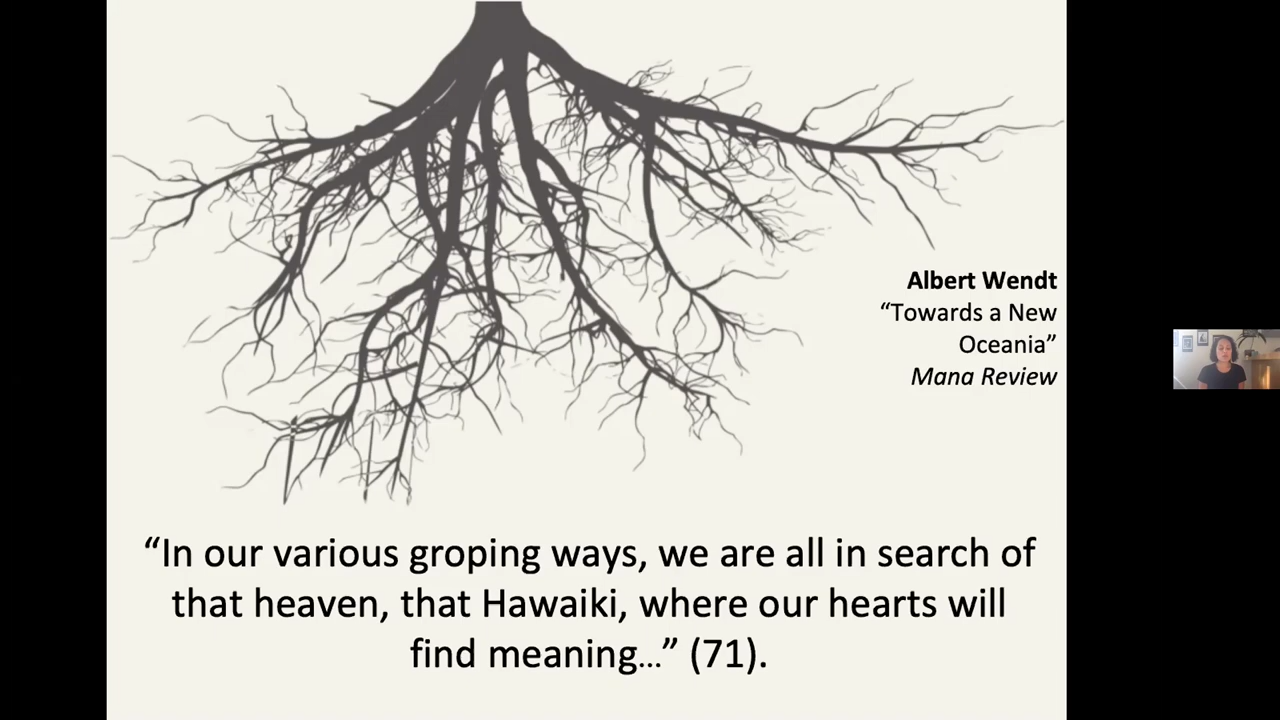 Albert Wendt
“Towards a New
Oceania”
Mana Review
“In our various groping ways, we are all in search of
that heaven, that Hawaiki, where our hearts will
find meaning…” (71).